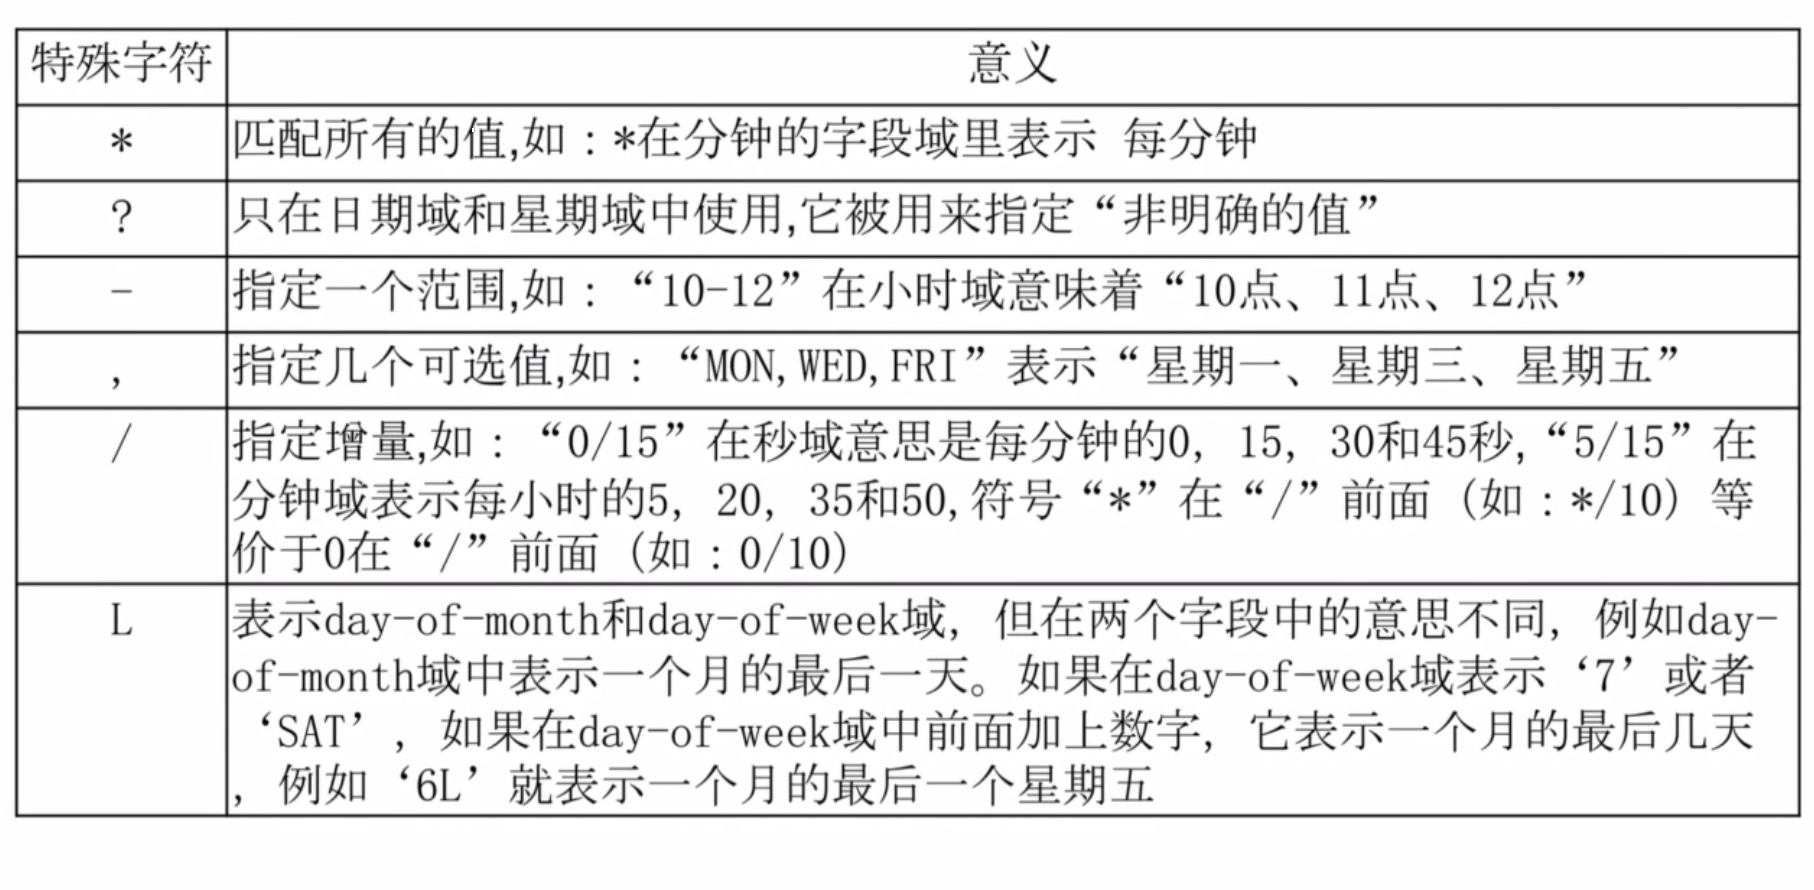 特殊字符 意义
* 匹配所有的值,如:*在分钟的字段域里表示 每分钟
? 只在日期域和星期域中使用,它被用来指定“非明确的值”
- 指定一个范围,如:“10-12”在小时域意味着“10点、11点、12点”
, 指定几个可选值,如:“MON,WED,FRI”表示“星期一、星期三、星期五”
/ 指定增量,如:“0/15”在秒域意思是每分钟的0, 15, 30和45秒,“5/15”在
分钟域表示每小时的5, 20, 35和50,符号“*”在“/”前面（如:*/10）等
价于0在“/”前面（如:0/10）
L 表示day-of-month和day-of-week域, 但在两个字段中的意思不同, 例如day-
of-month域中表示一个月的最后一天。如果在day-of-week域表示‘7’或者
‘SAT’, 如果在day-of-week域中前面加上数字, 它表示一个月的最后几天
, 例如‘6L’就表示一个月的最后一个星期五